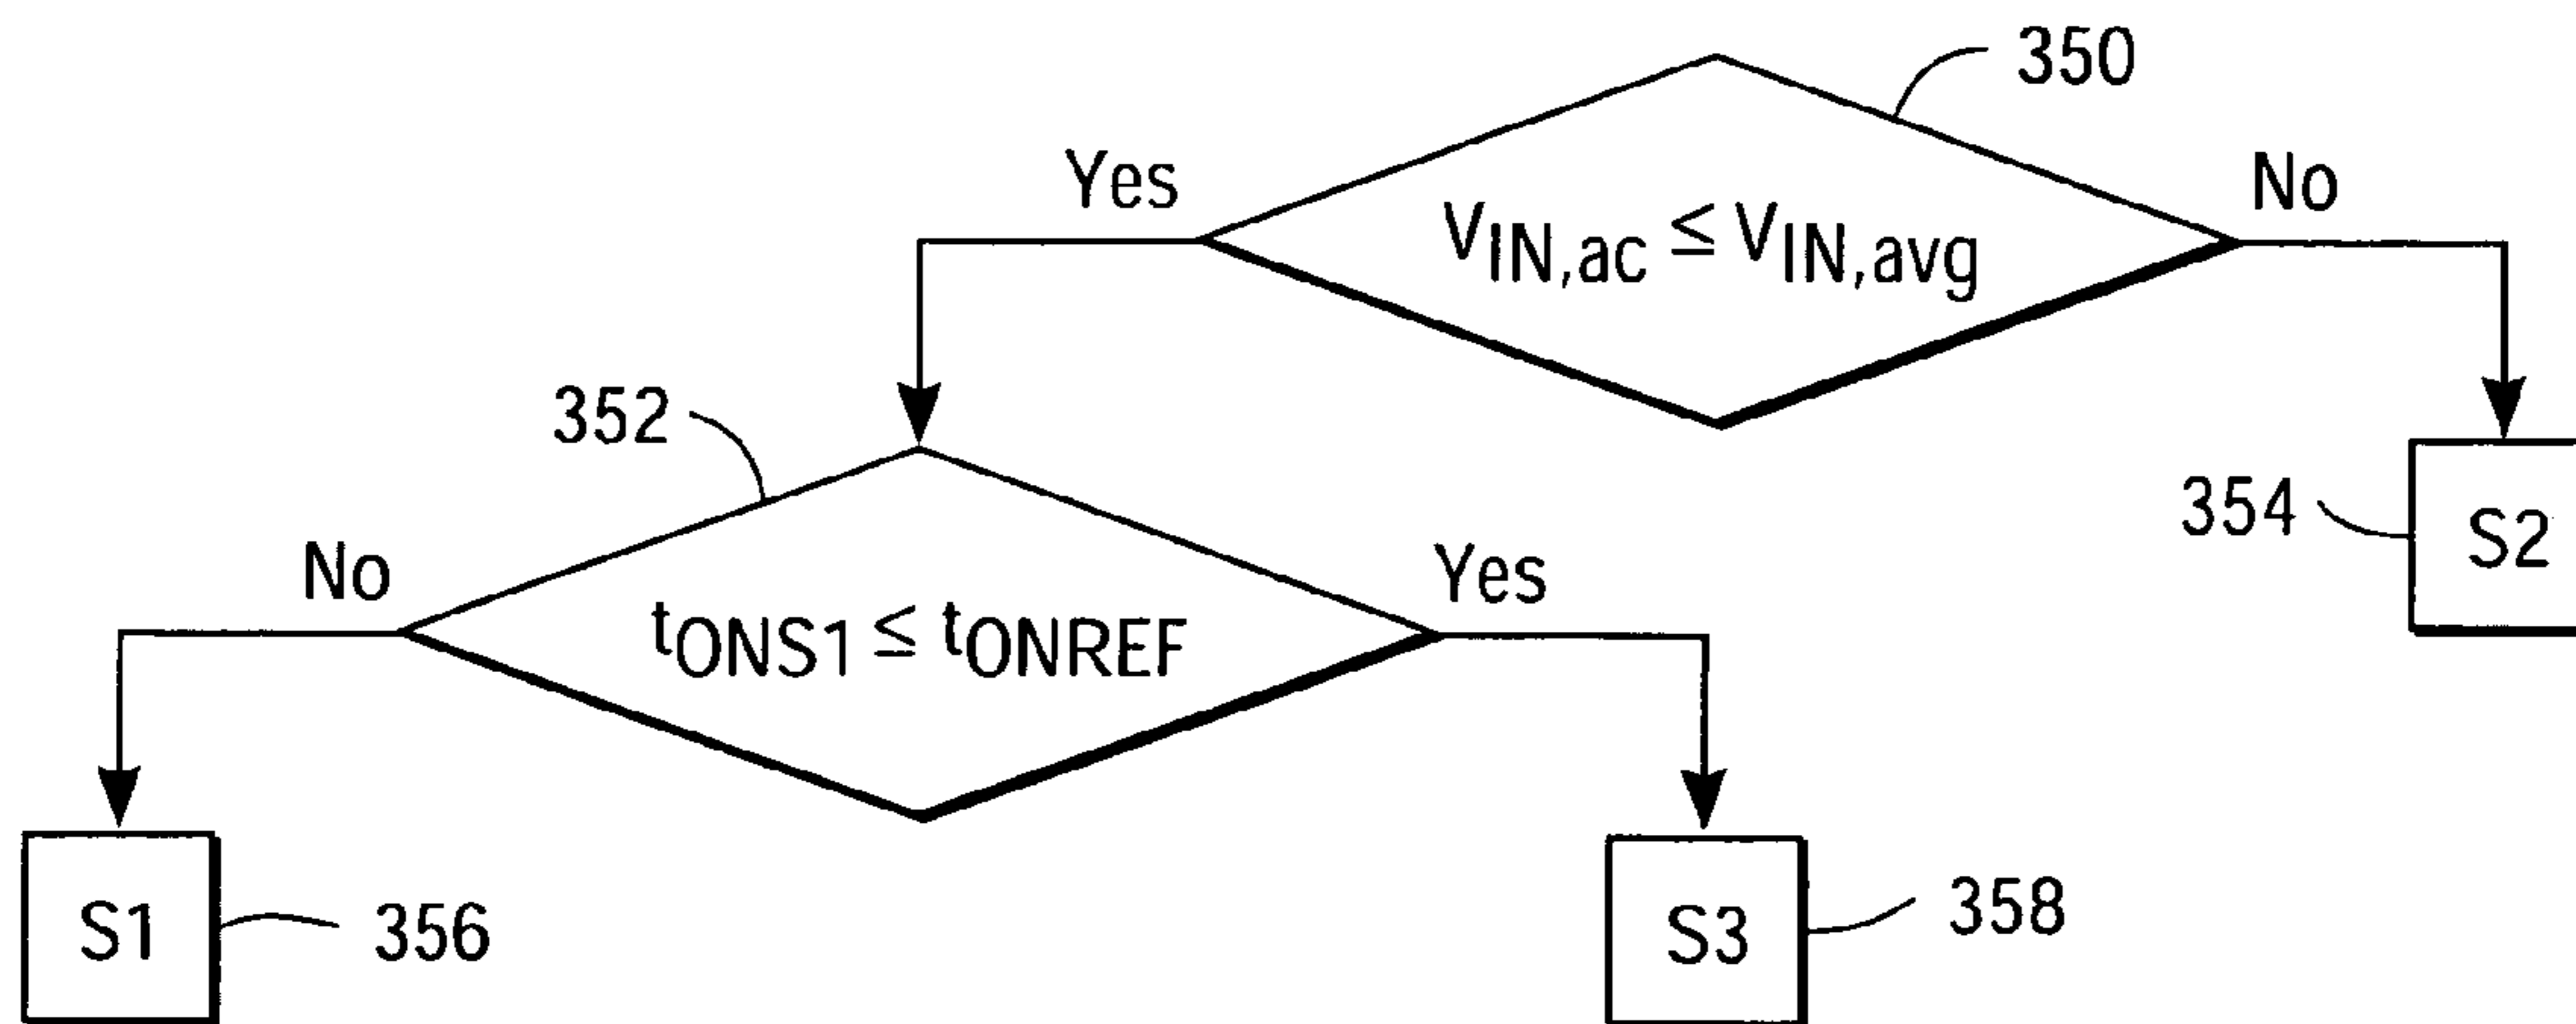 350
Yes
No
VIN,ac ≤ VIN,avg
352
354
S2
No
Yes
tONS1 ≤ tONREF
S1
356
S3
358